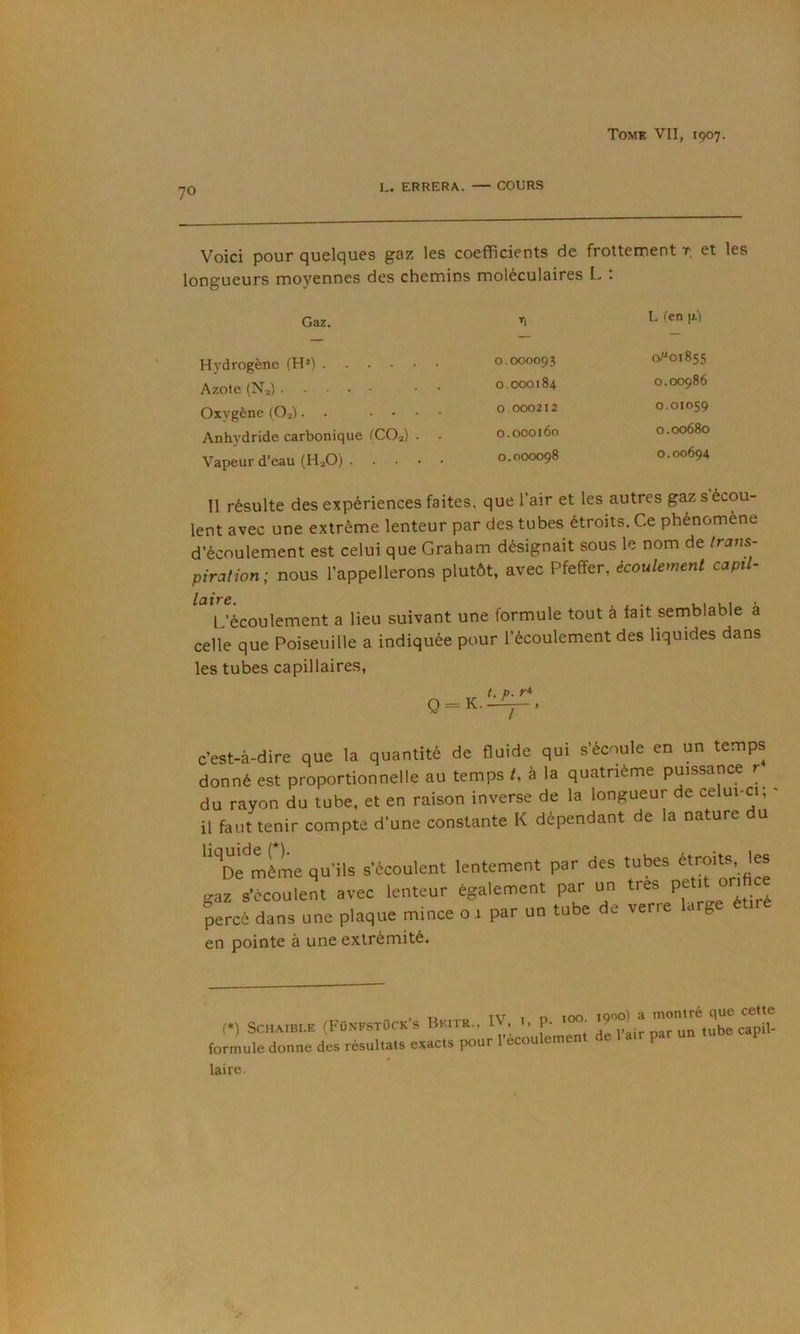 Tome VII, 1907.
70 L. ERRERA. — COURS
Voici pour quelques gaz les coefficients de frottement η et les
longueurs moyennes des chemins moléculaires L :
Gaz. η L (en μ)
Hydrogène (H²) . . . . . . 0.000093 0μ01855
Azote (N₂) . . . . . . . 0.000184 0.00986
Oxygène (O₂) . . . . . . 0.000212 0.01059
Anhydride carbonique (CO₂) . . 0.000160 0.00680
Vapeur d'eau (H₂O) . . . . . 0.000098 0.00694
Il résulte des expériences faites, que l'air et les autres gaz s'écou-
lent avec une extrême lenteur par des tubes étroits. Ce phénomène
d'écoulement est celui que Graham désignait sous le nom de trans-
piration; nous l'appellerons plutôt, avec Pfeffer, écoulement capil-
laire.
L'écoulement a lieu suivant une formule tout à fait semblable à
celle que Poiseuille a indiquée pour l'écoulement des liquides dans
les tubes capillaires,
Q = K. t. p. r⁴ / l ,
c'est-à-dire que la quantité de fluide qui s'écoule en un temps
donné est proportionnelle au temps t, à la quatrième puissance r⁴
du rayon du tube, et en raison inverse de la longueur de celui-ci;
il faut tenir compte d'une constante K dépendant de la nature du
liquide (*).
De même qu'ils s'écoulent lentement par des tubes étroits, les
gaz s'écoulent avec lenteur également par un très petit orifice
percé dans une plaque mince ou par un tube de verre large étiré
en pointe à une extrémité.
(*) Schaible (Fünfstück's Beitr., IV, 1, p. 100. 1900) a montré que cette
formule donne des résultats exacts pour l'écoulement de l'air par un tube capil-
laire.